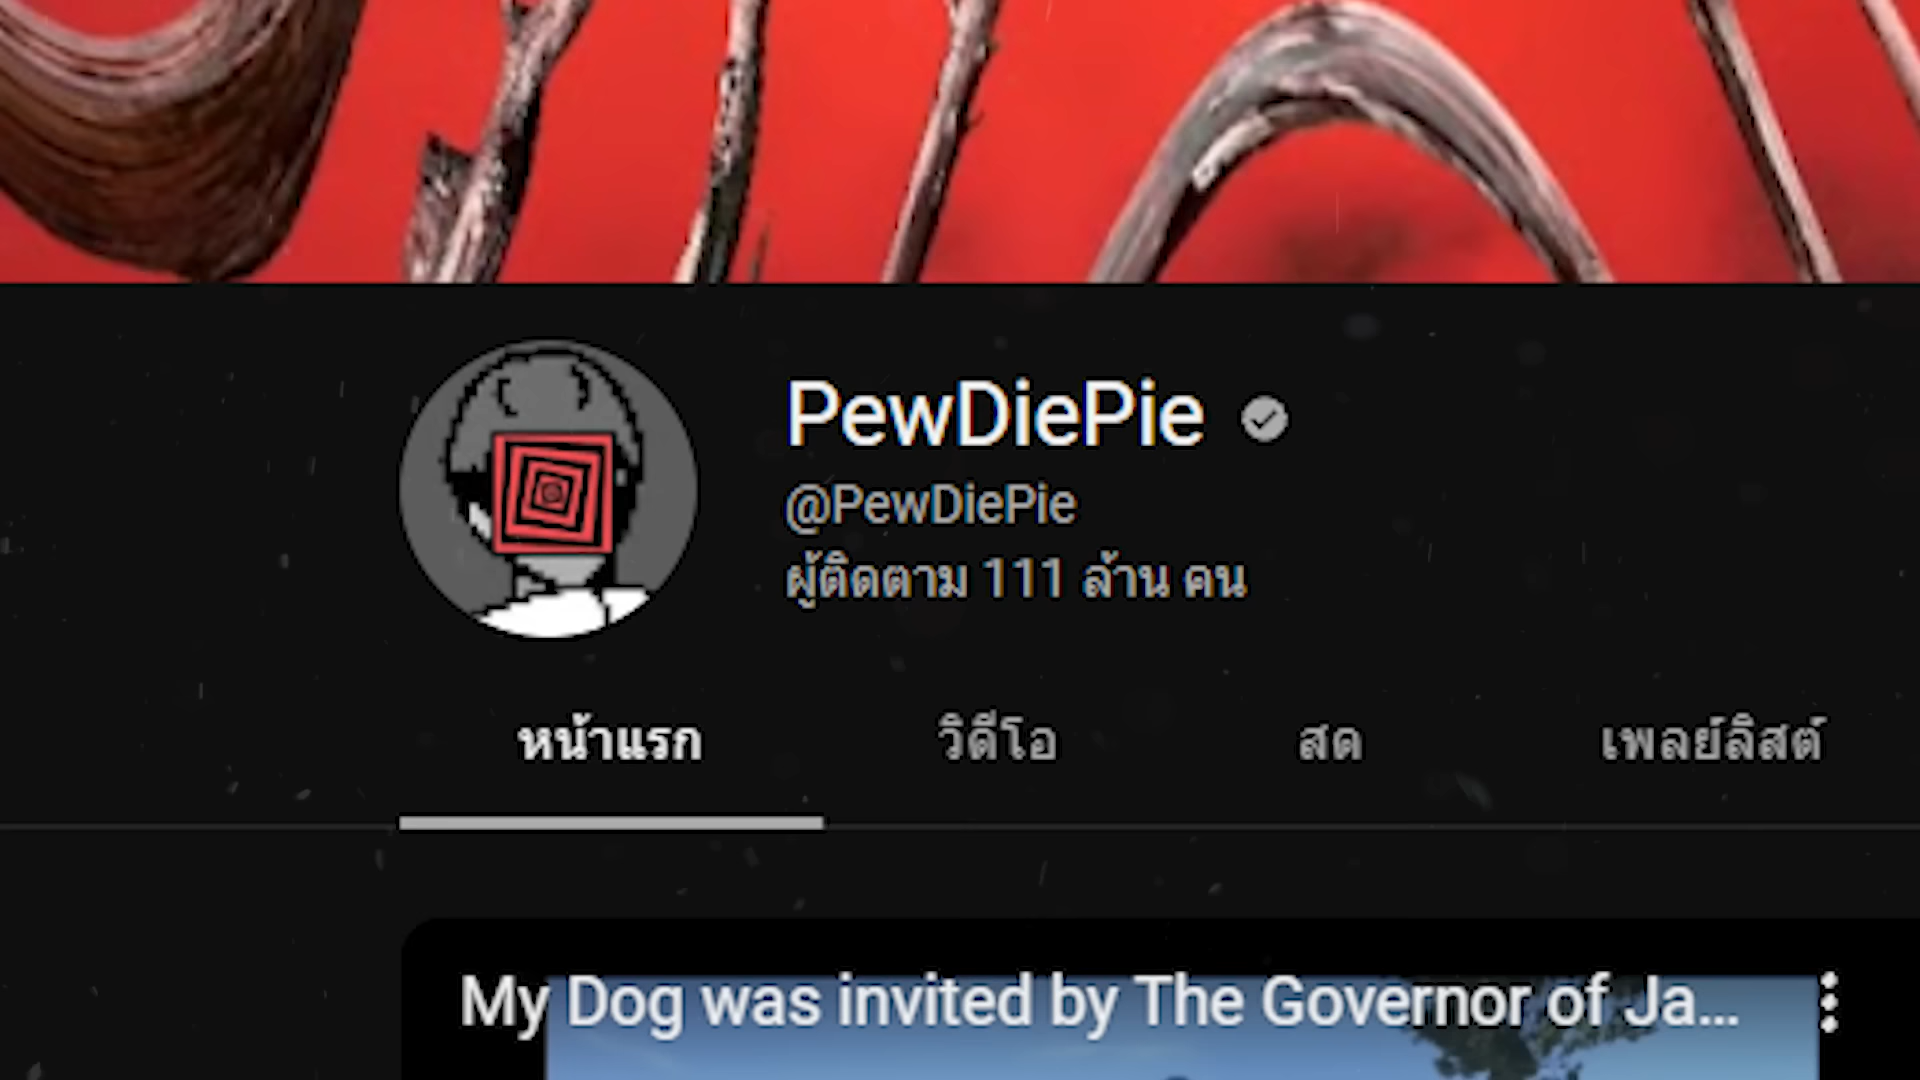 PewDiePie
@PewDiePie
ผู้ติดตาม 111 ล้าน คน
หน้าแรก วิดีโอ สด เพลย์ลิสต์
My Dog was invited by The Governor of Ja...